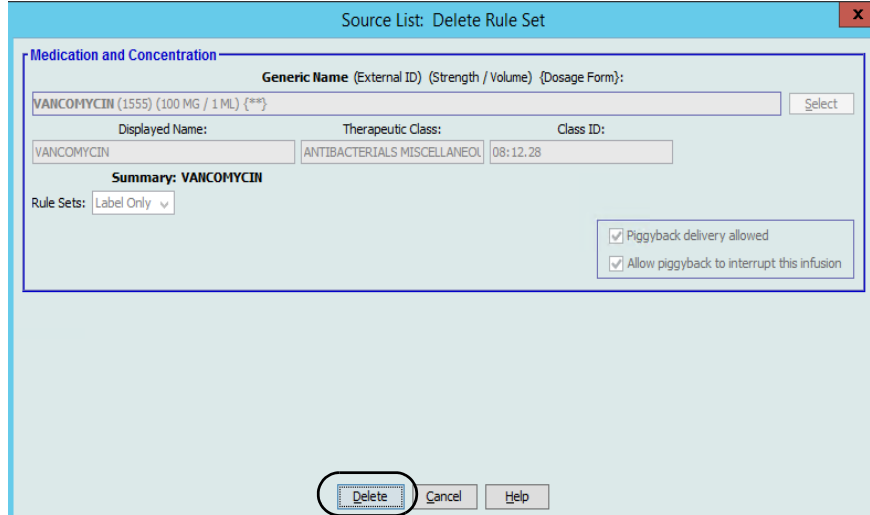 Source List: Delete Rule Set
x
Medication and Concentration
Generic Name (External ID) (Strength / Volume) {Dosage Form}:
VANCOMYCIN (1555) (100 MG / 1 ML) {**}
Select
Displayed Name: Therapeutic Class: Class ID:
VANCOMYCIN ANTIBACTERIALS MISCELLANEOU 08:12.28
Summary: VANCOMYCIN
Rule Sets: Label Only
Piggyback delivery allowed
Allow piggyback to interrupt this infusion
Delete Cancel Help